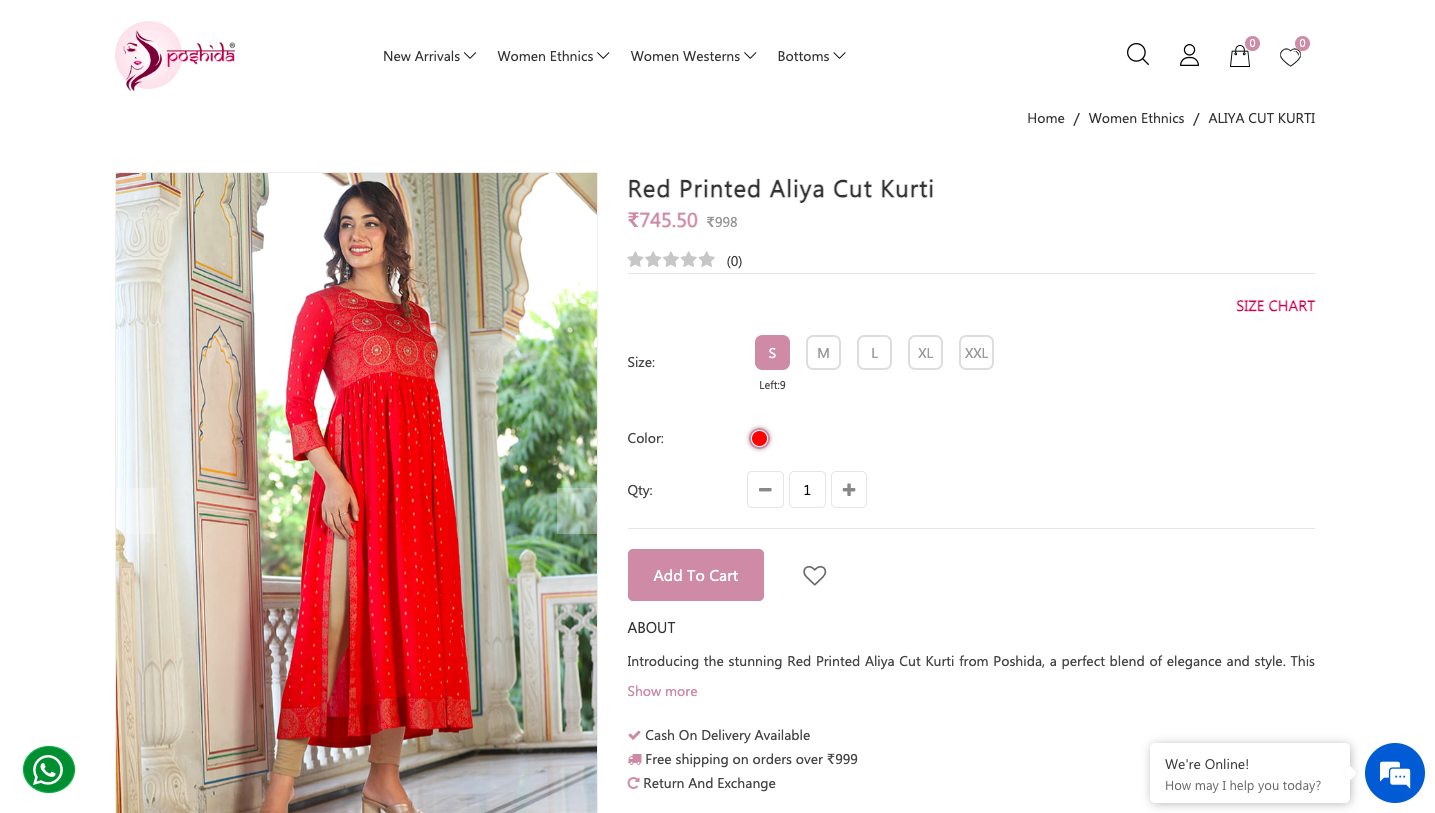 poshida®
New Arrivals
Women Ethnics
Women Westerns
Bottoms
0
0
Home / Women Ethnics / ALIYA CUT KURTI
Red Printed Aliya Cut Kurti
₹745.50 ₹998
(0)
SIZE CHART
Size:
S
M
L
XL
XXL
Left:9
Color:
Qty:
1
Add To Cart
ABOUT
Introducing the stunning Red Printed Aliya Cut Kurti from Poshida, a perfect blend of elegance and style. This
Show more
Cash On Delivery Available
Free shipping on orders over ₹999
Return And Exchange
We're Online!
How may I help you today?